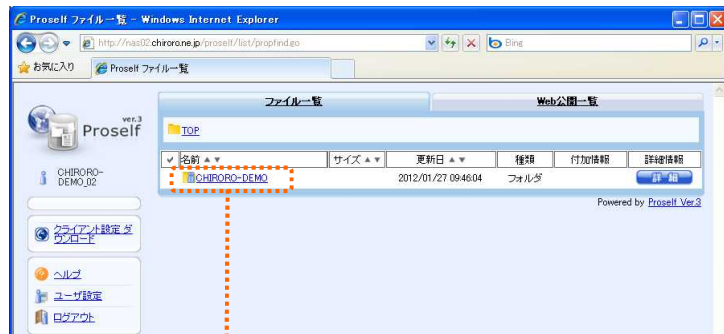 Proself ファイル一覧 - Windows Internet Explorer
http://nas02.chiroro.ne.jp/proself/list/propfind.go
Bing
お気に入り
Proself ファイル一覧
ver.3
Proself
CHIRORO-
DEMO_02
クライアント設定 ダ
ウンロード
ヘルプ
ユーザ設定
ログアウト
ファイル一覧 Web公開一覧
TOP
名前 ▲▼ サイズ ▲▼ 更新日 ▲▼ 種類 付加情報 詳細情報
CHIRORO-DEMO 2012/01/27 09:46:04 フォルダ 詳 細
Powered by Proself Ver.3